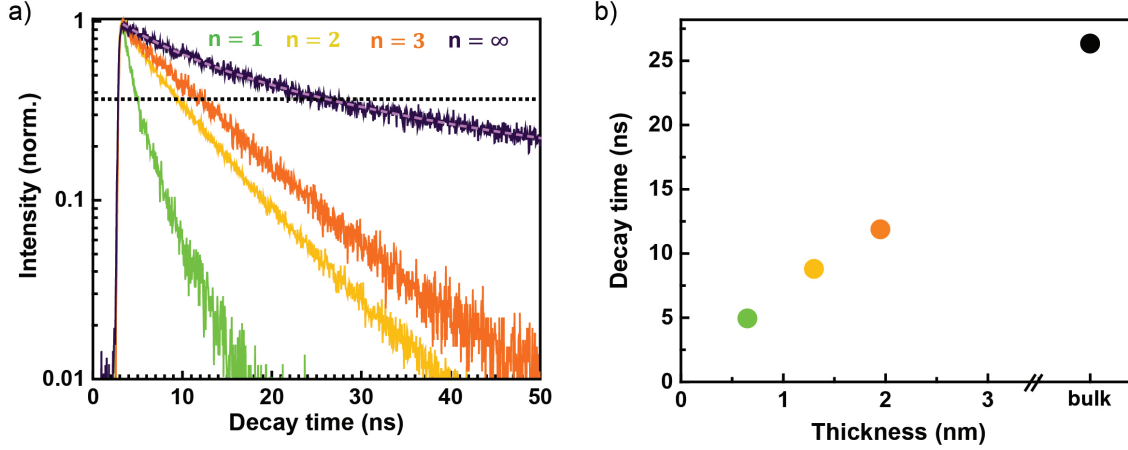 a)
n = 1 n = 2 n = 3 n = ∞
Intensity (norm.)
1
0.1
0.01
0 10 20 30 40 50
Decay time (ns)
b)
Decay time (ns)
25
20
15
10
5
0
0 1 2 3 bulk
Thickness (nm)